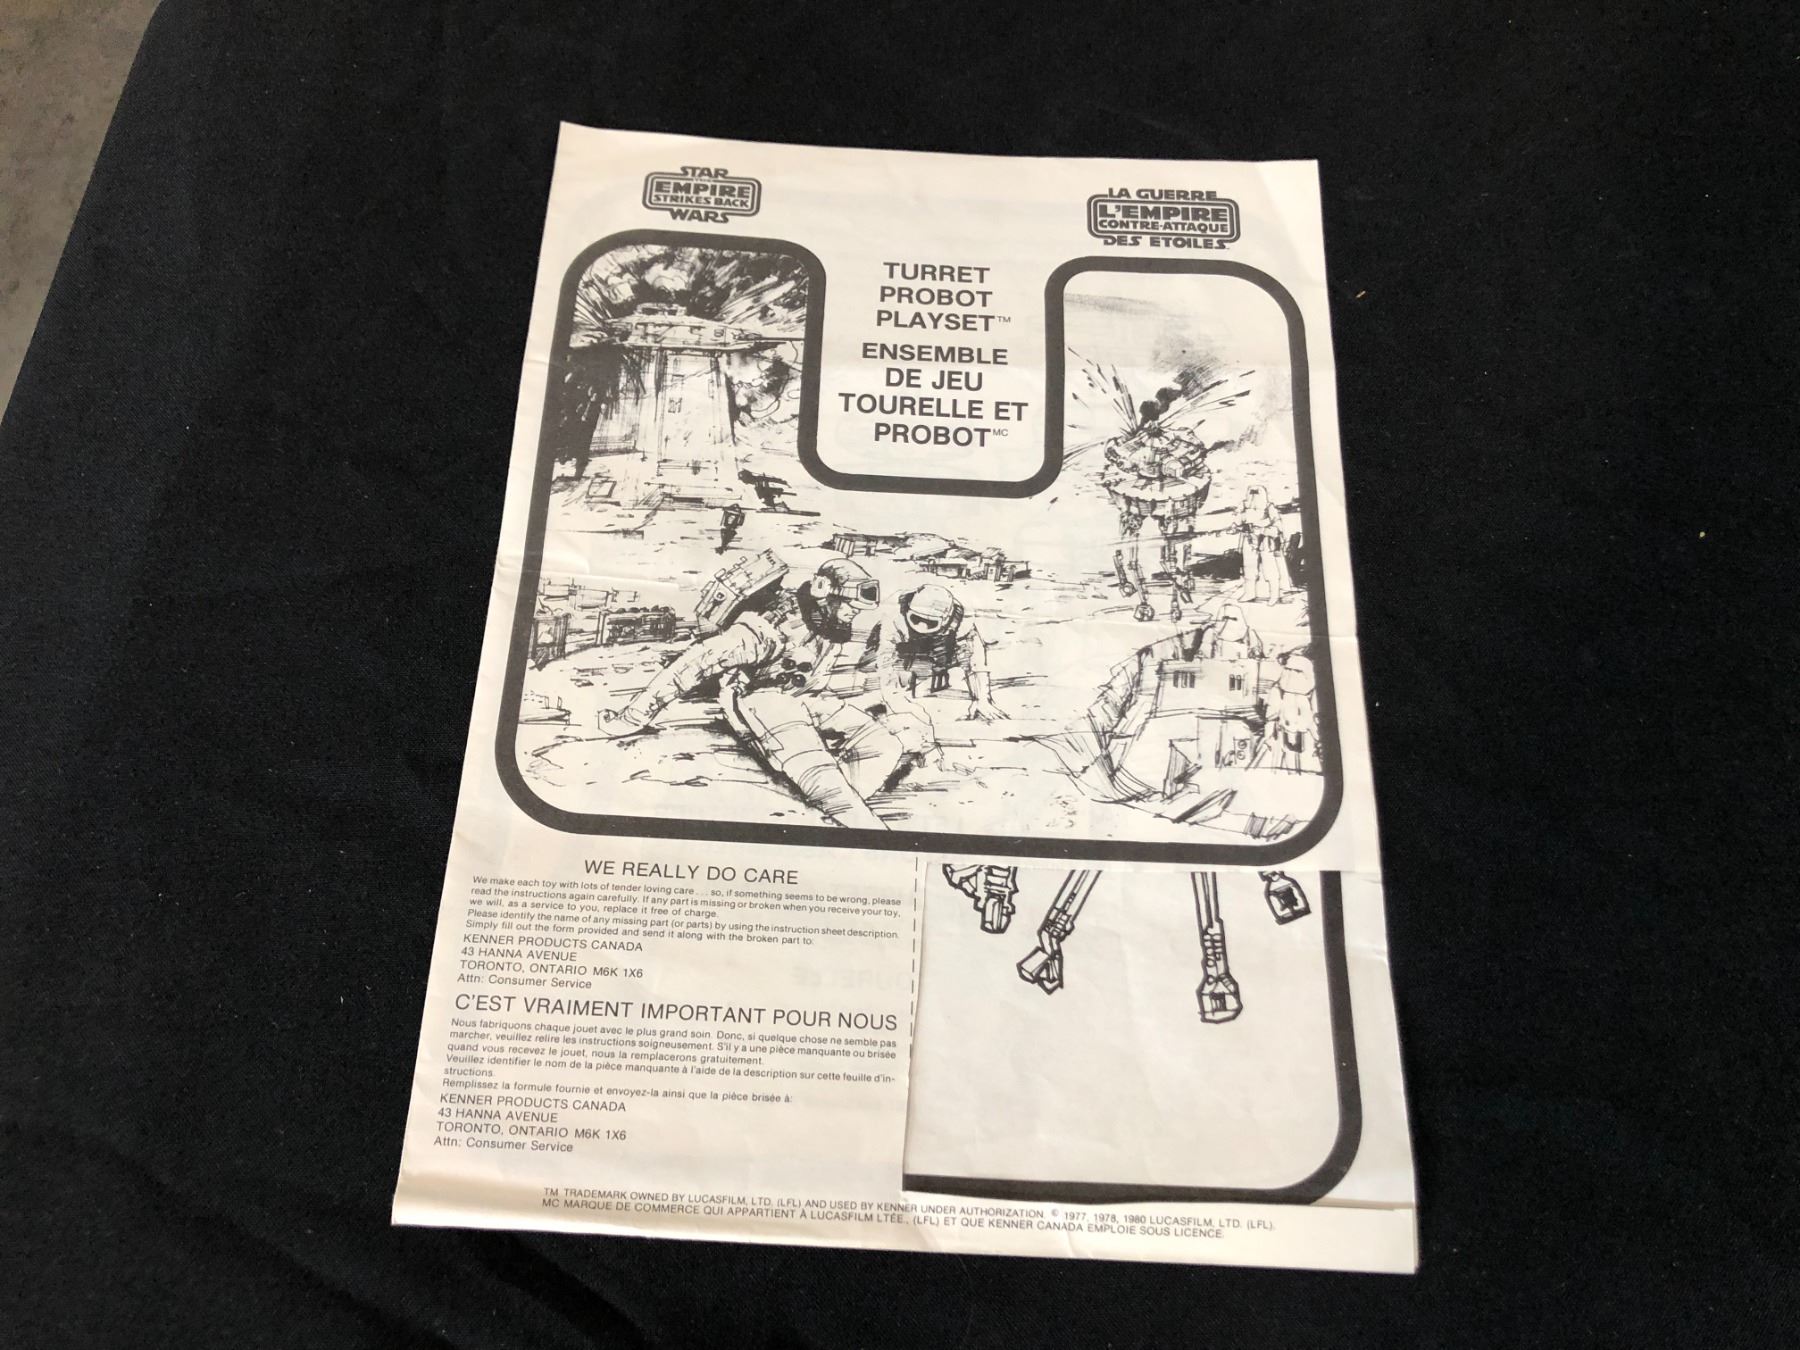 STAR
THE
EMPIRE
STRIKES BACK
WARS
LA GUERRE
L'EMPIRE
CONTRE-ATTAQUE
DES ETOILES
TURRET
PROBOT
PLAYSET™
ENSEMBLE
DE JEU
TOURELLE ET
PROBOT MC
WE REALLY DO CARE
We make each toy with lots of tender loving care . . . so, if something seems to be wrong, please
read the instructions again carefully. If any part is missing or broken when you receive your toy,
we will, as a service to you, replace it free of charge.
Please identify the name of any missing part (or parts) by using the instruction sheet description.
Simply fill out the form provided and send it along with the broken part to:
KENNER PRODUCTS CANADA
43 HANNA AVENUE
TORONTO, ONTARIO M6K 1X6
Attn: Consumer Service
C'EST VRAIMENT IMPORTANT POUR NOUS
Nous fabriquons chaque jouet avec le plus grand soin. Donc, si quelque chose ne semble pas
marcher, veuillez relire les instructions soigneusement. S'il y a une pièce manquante ou brisée
quand vous recevez le jouet, nous la remplacerons gratuitement.
Veuillez identifier le nom de la pièce manquante à l'aide de la description sur cette feuille d'in-
structions.
Remplissez la formule fournie et envoyez-la ainsi que la pièce brisée à:
KENNER PRODUCTS CANADA
43 HANNA AVENUE
TORONTO, ONTARIO M6K 1X6
Attn: Consumer Service
TM TRADEMARK OWNED BY LUCASFILM, LTD. (LFL) AND USED BY KENNER UNDER AUTHORIZATION. © 1977, 1978, 1980 LUCASFILM, LTD. (LFL).
MC MARQUE DE COMMERCE QUI APPARTIENT À LUCASFILM LTÉE., (LFL) ET QUE KENNER CANADA EMPLOIE SOUS LICENCE.